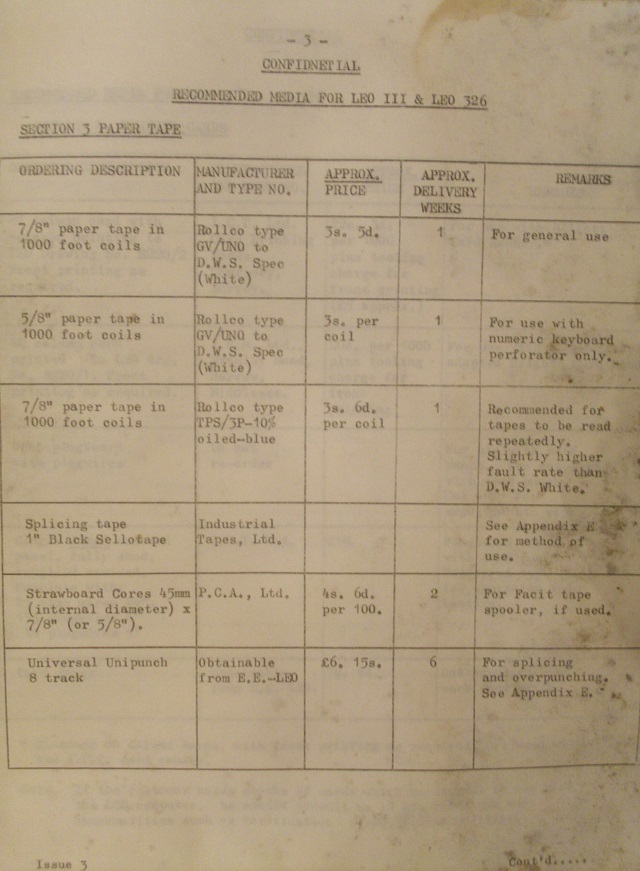 - 3 -
CONFIDNETIAL
RECOMMENDED MEDIA FOR LEO III & LEO 326
SECTION 3 PAPER TAPE
ORDERING DESCRIPTION
MANUFACTURER
AND TYPE NO.
APPROX.
PRICE
APPROX.
DELIVERY
WEEKS
REMARKS
7/8" paper tape in
1000 foot coils
Rollco type
GV/UNO to
D.W.S. Spec
(White)
3s. 3d.
1
For general use
5/8" paper tape in
1000 foot coils
Rollco type
GV/UNO to
D.W.S. Spec
(White)
3s. per
coil
1
For use with
numeric keyboard
perforator only.
7/8" paper tape in
1000 foot coils
Rollco type
TPS/3P-10%
oiled-blue
3s. 6d.
per coil
1
Recommended for
tapes to be read
repeatedly.
Slightly higher
fault rate than
D.W.S. White.
Splicing tape
1" Black Sellotape
Industrial
Tapes, Ltd.
See Appendix E
for method of
use.
Strawboard Cores 45mm
(internal diameter) x
7/8" (or 5/8").
P.C.A., Ltd.
4s. 6d.
per 100.
2
For Facit tape
spooler, if used.
Universal Unipunch
8 track
Obtainable
from E.E.-LEO
£6. 15s.
6
For splicing
and overpunching.
See Appendix E.
Issue 3
Cont'd.....